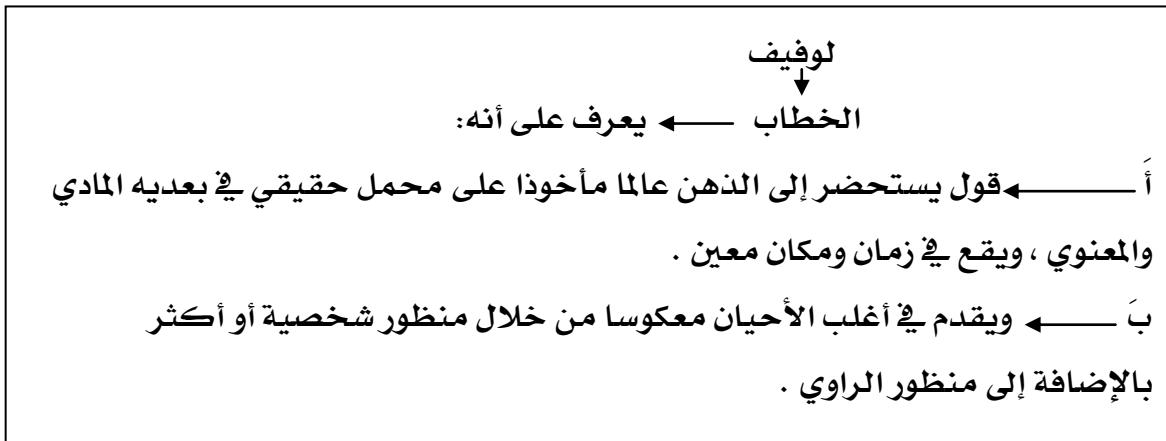 لوفيف
الخطاب يعرف على أنه:
أَ قول يستحضر إلى الذهن عالما مأخوذا على محمل حقيقي في بعديه المادي
والمعنوي ، ويقع في زمان ومكان معين .
بَ ويقدم في أغلب الأحيان معكوسا من خلال منظور شخصية أو أكثر
بالإضافة إلى منظور الراوي .